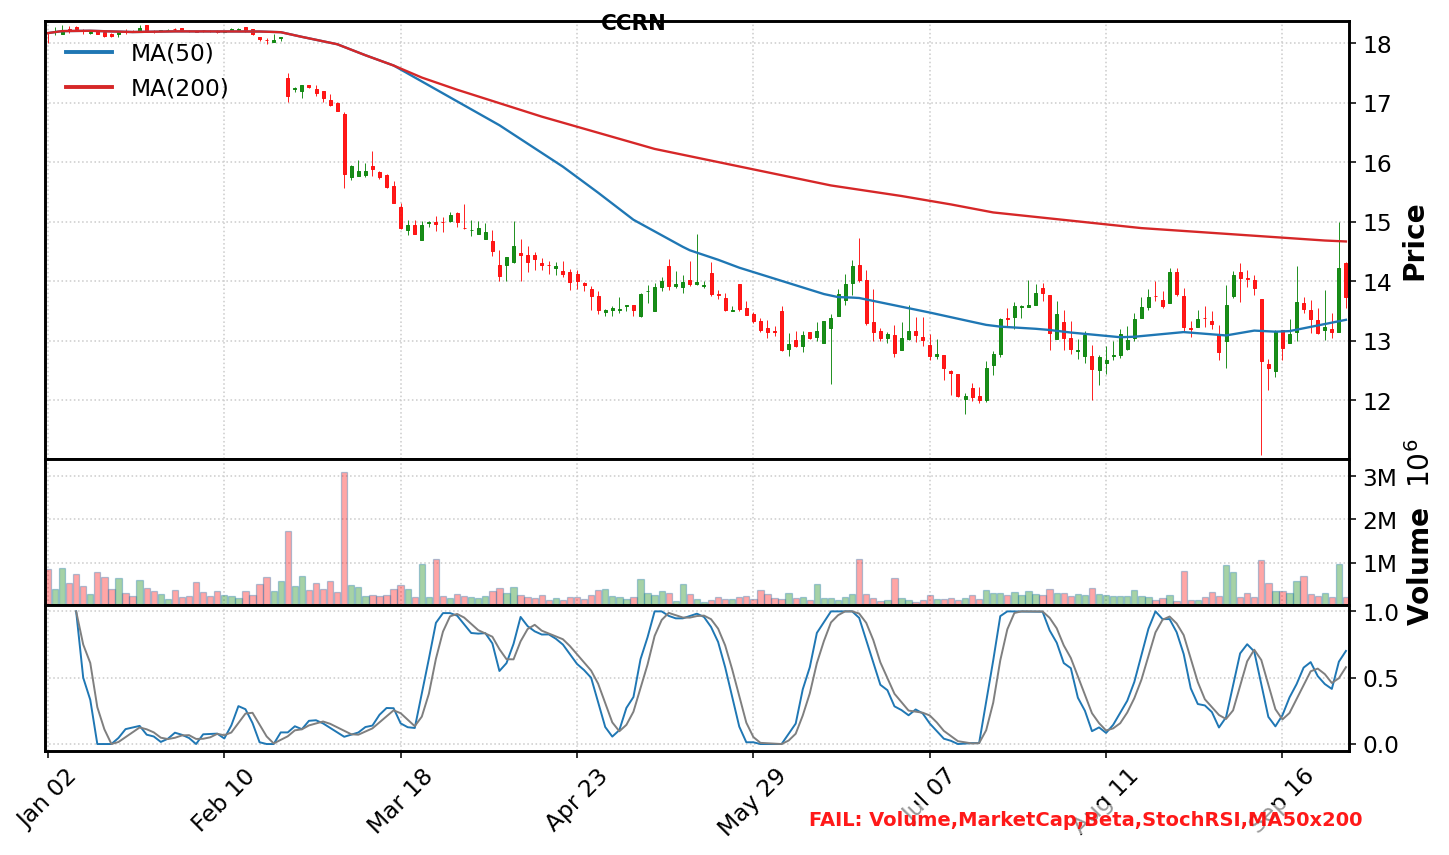 CCRN
MA(50)
MA(200)
18
17
16
15
14
13
12
Price
3M
2M
1M
Volume 10^6
1.0
0.5
0.0
Jan 02
Feb 10
Mar 18
Apr 23
May 29
Jul 07
Aug 11
Sep 16
FAIL: Volume,MarketCap,Beta,StochRSI,MA50x200